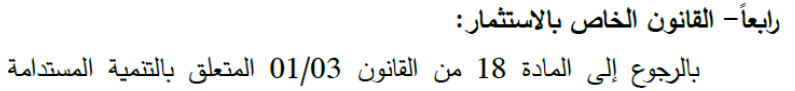 رابعاً- القانون الخاص بالاستثمار:
بالرجوع إلى المادة 18 من القانون 01/03 المتعلق بالتنمية المستدامة